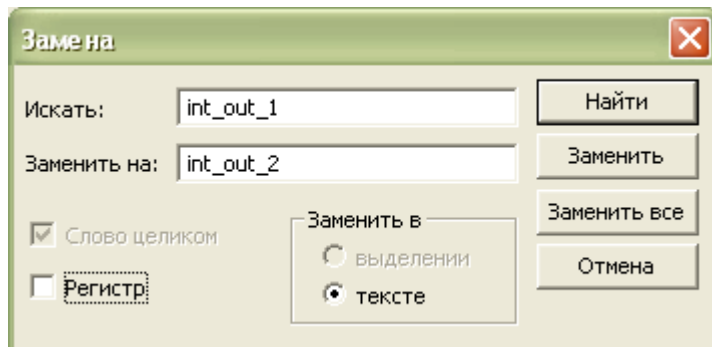 Замена
Искать: int_out_1 Найти
Заменить на: int_out_2 Заменить
Заменить все
Слово целиком Заменить в
выделении Отмена
Регистр тексте